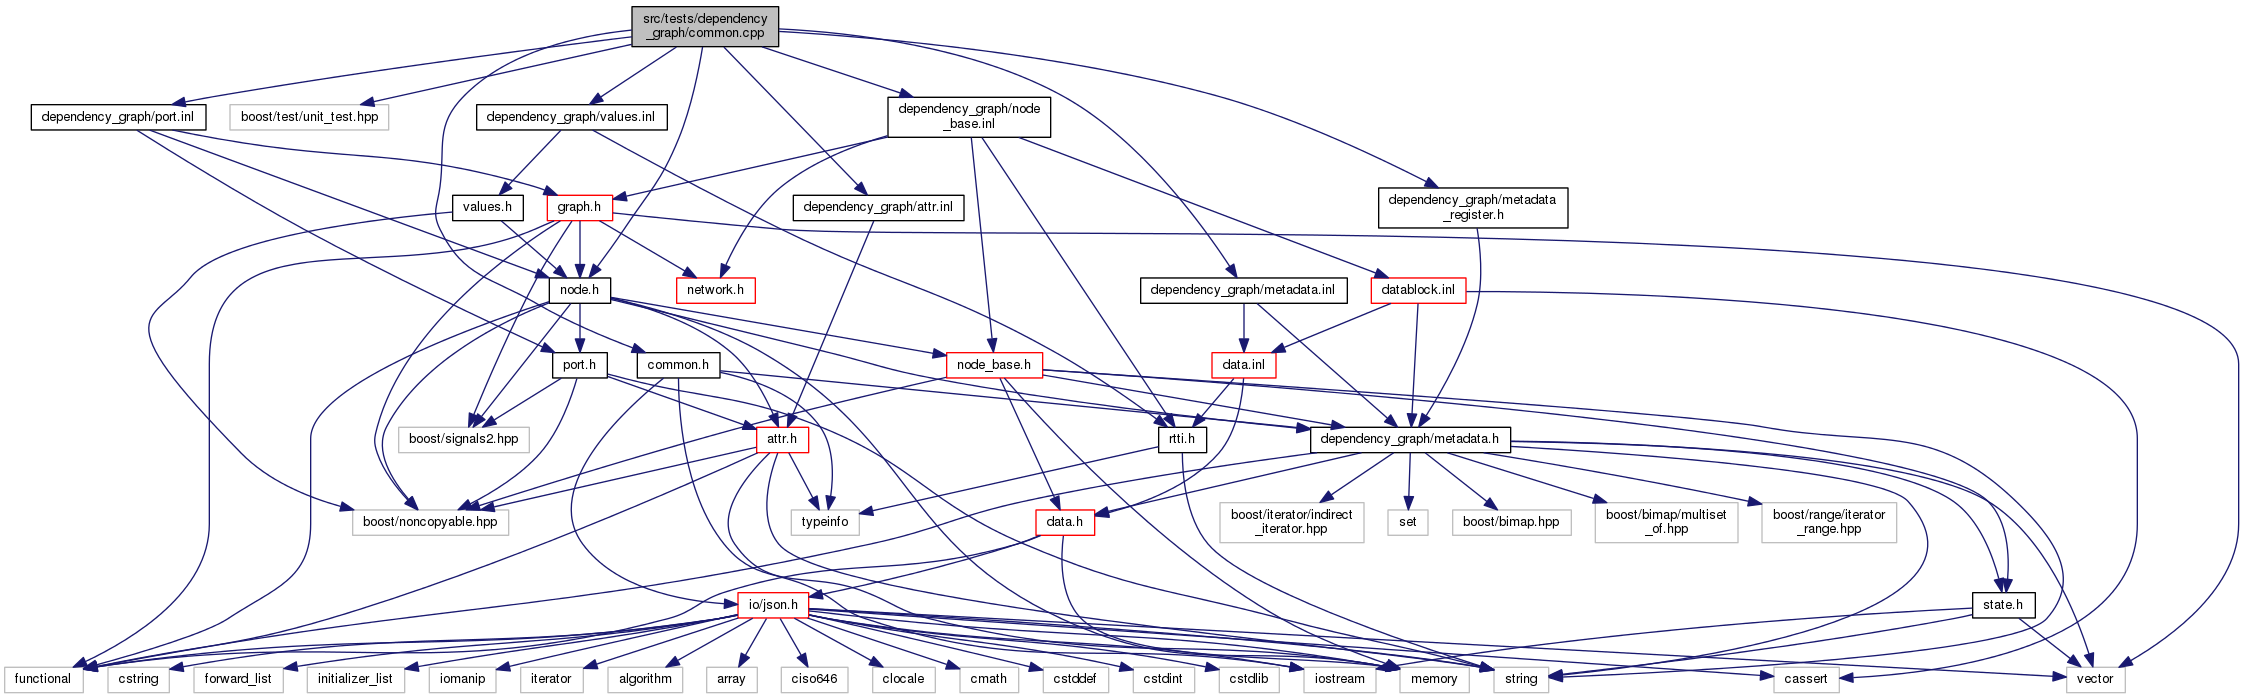 src/tests/dependency
_graph/common.cpp
dependency_graph/port.inl
boost/test/unit_test.hpp
dependency_graph/values.inl
dependency_graph/node
_base.inl
values.h
graph.h
dependency_graph/attr.inl
dependency_graph/metadata
_register.h
node.h
network.h
dependency_graph/metadata.inl
datablock.inl
port.h
common.h
node_base.h
data.inl
boost/signals2.hpp
attr.h
rtti.h
dependency_graph/metadata.h
boost/noncopyable.hpp
typeinfo
data.h
boost/iterator/indirect
_iterator.hpp
set
boost/bimap.hpp
boost/bimap/multiset
_of.hpp
boost/range/iterator
_range.hpp
io/json.h
state.h
functional
cstring
forward_list
initializer_list
iomanip
iterator
algorithm
array
ciso646
clocale
cmath
cstddef
cstdint
cstdlib
iostream
memory
string
cassert
vector